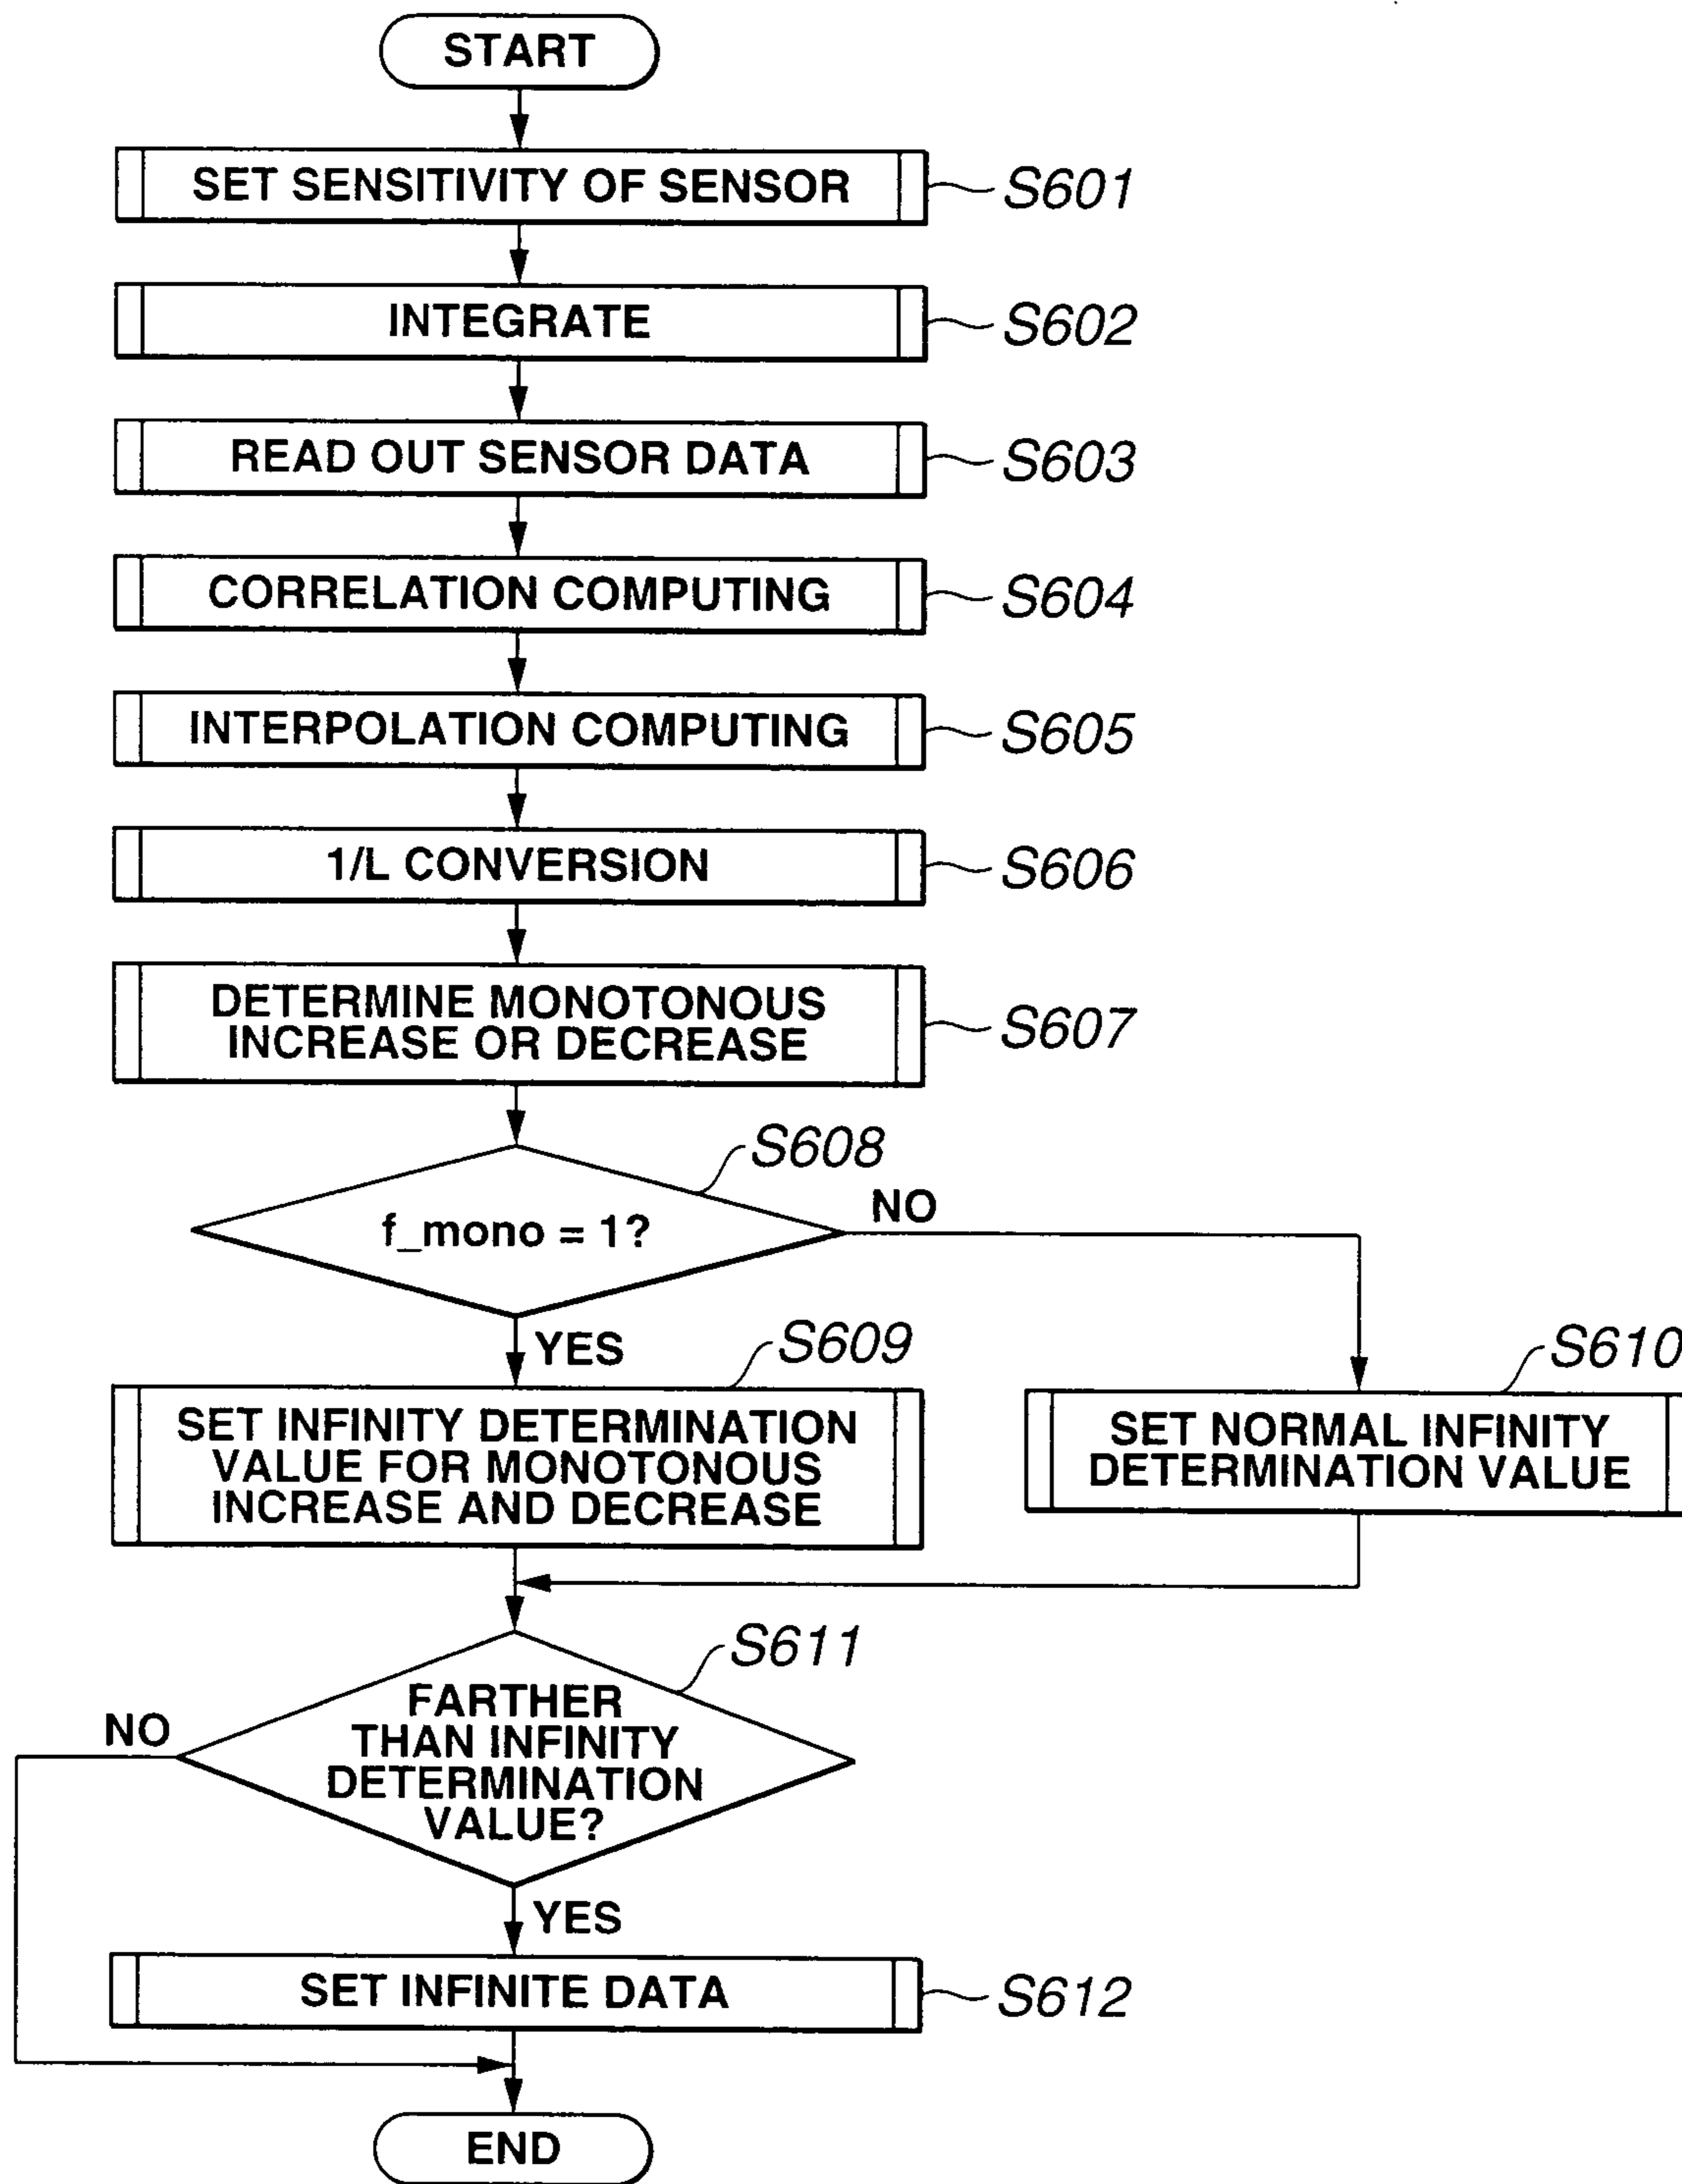 START
SET SENSITIVITY OF SENSOR
S601
INTEGRATE
S602
READ OUT SENSOR DATA
S603
CORRELATION COMPUTING
S604
INTERPOLATION COMPUTING
S605
1/L CONVERSION
S606
DETERMINE MONOTONOUS
INCREASE OR DECREASE
S607
S608
f_mono = 1?
NO
YES
S609
SET INFINITY DETERMINATION
VALUE FOR MONOTONOUS
INCREASE AND DECREASE
S610
SET NORMAL INFINITY
DETERMINATION VALUE
S611
FARTHER
THAN INFINITY
DETERMINATION
VALUE?
NO
YES
SET INFINITE DATA
S612
END